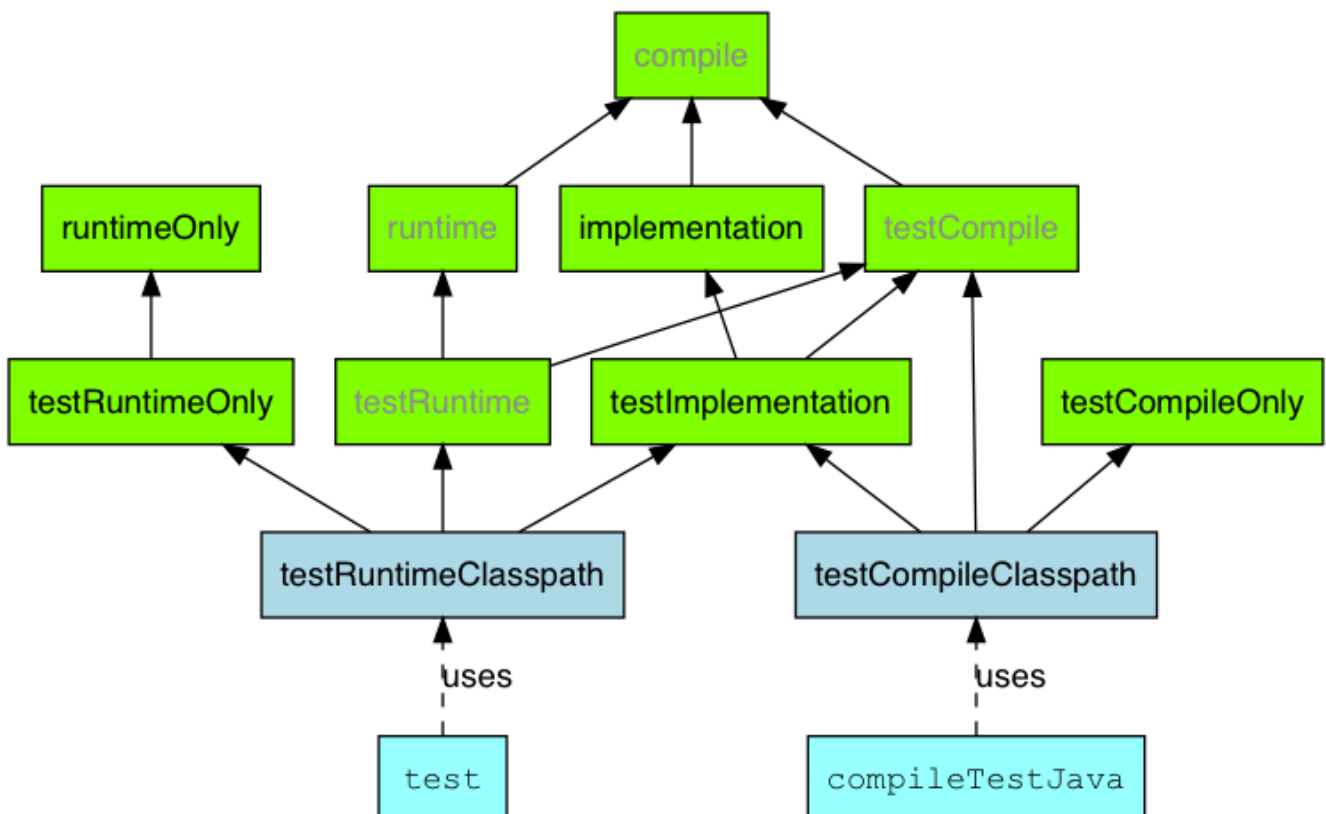 compile
runtimeOnly
runtime
implementation
testCompile
testRuntimeOnly
testRuntime
testImplementation
testCompileOnly
testRuntimeClasspath
testCompileClasspath
uses
uses
test
compileTestJava